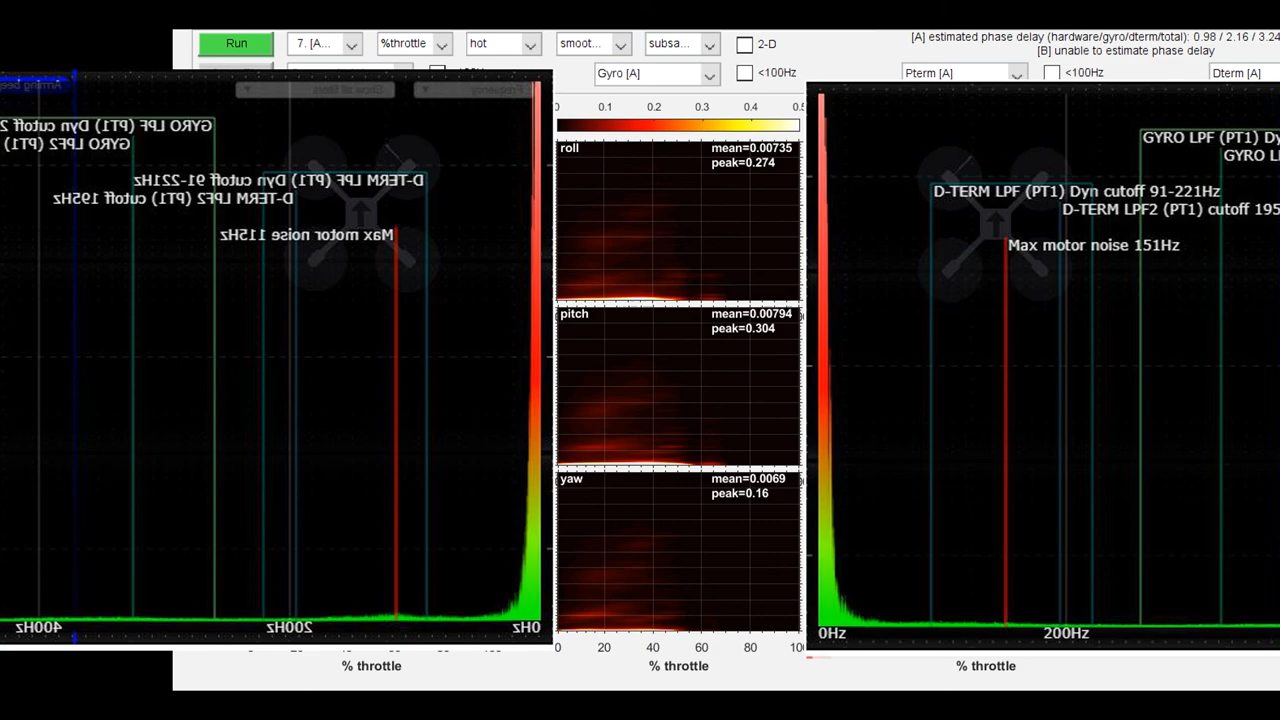 Run
7. [A...
%throttle
hot
smoot...
subsa...
2-D
[A] estimated phase delay (hardware/gyro/dterm/total): 0.98 / 2.16 / 3.24
[B] unable to estimate phase delay
Gyro [A]
<100Hz
Pterm [A]
<100Hz
Dterm [A]
Show all filters
Frequency
GYRO LPF (PT1) Dyn cutoff 2
GYRO LPF2 (PT1)
D-TERM LPF (PT1) Dyn cutoff 91-221Hz
D-TERM LPF2 (PT1) cutoff 195Hz
Max motor noise 115Hz
400Hz
200Hz
0Hz
0 0.1 0.2 0.3 0.4 0.5
roll
mean=0.00735
peak=0.274
pitch
mean=0.00794
peak=0.304
yaw
mean=0.0069
peak=0.16
0 20 40 60 80 100
% throttle
% throttle
% throttle
GYRO LPF (PT1) Dy
GYRO L
D-TERM LPF (PT1) Dyn cutoff 91-221Hz
D-TERM LPF2 (PT1) cutoff 195
Max motor noise 151Hz
0Hz
200Hz